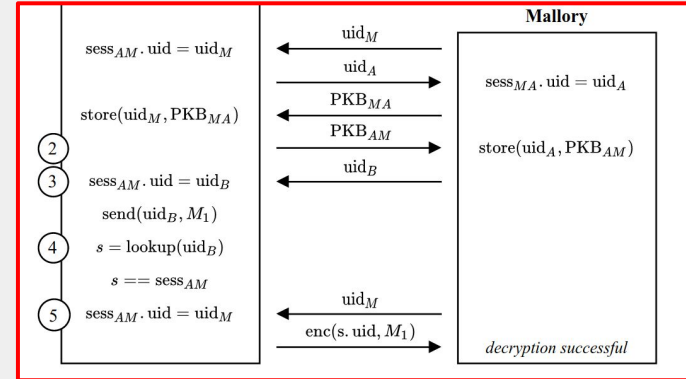 Mallory
uid_M
sess_AM.uid = uid_M
uid_A
sess_MA.uid = uid_A
PKB_MA
store(uid_M, PKB_MA)
PKB_AM
2
store(uid_A, PKB_AM)
uid_B
3 sess_AM.uid = uid_B
send(uid_B, M_1)
4 s = lookup(uid_B)
s == sess_AM
uid_M
5 sess_AM.uid = uid_M
enc(s.uid, M_1)
decryption successful